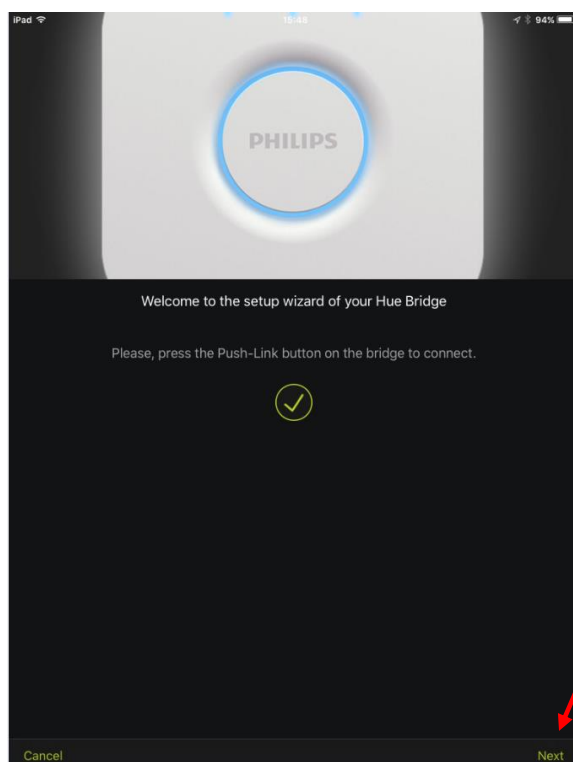 iPad 15:48 94%
PHILIPS
Welcome to the setup wizard of your Hue Bridge
Please, press the Push-Link button on the bridge to connect.
Cancel Next